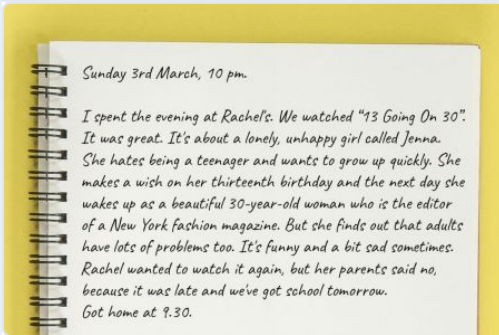 Sunday 3rd March, 10 pm.
I spent the evening at Rachel's. We watched "13 Going On 30".
It was great. It's about a lonely, unhappy girl called Jenna.
She hates being a teenager and wants to grow up quickly. She
makes a wish on her thirteenth birthday and the next day she
wakes up as a beautiful 30-year-old woman who is the editor
of a New York fashion magazine. But she finds out that adults
have lots of problems too. It's funny and a bit sad sometimes.
Rachel wanted to watch it again, but her parents said no,
because it was late and we've got school tomorrow.
Got home at 9.30.